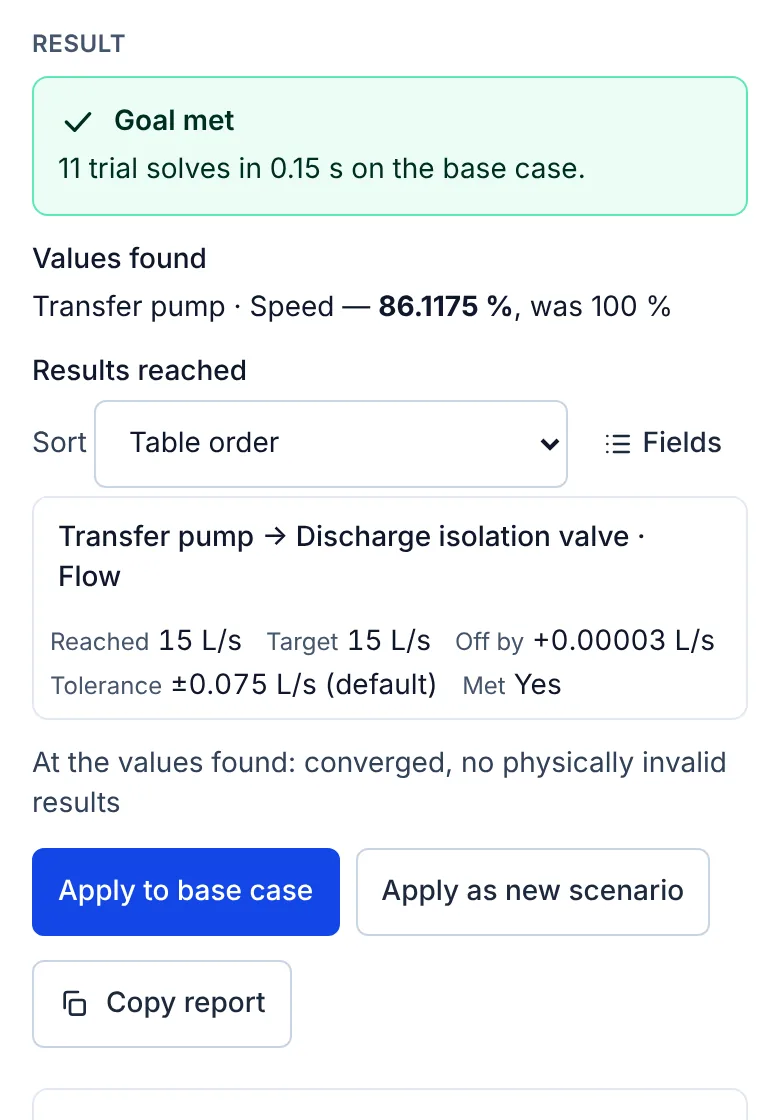 RESULT
Goal met
11 trial solves in 0.15 s on the base case.
Values found
Transfer pump · Speed — 86.1175 %, was 100 %
Results reached
Sort Table order Fields
Transfer pump → Discharge isolation valve ·
Flow
Reached 15 L/s Target 15 L/s Off by +0.00003 L/s
Tolerance ±0.075 L/s (default) Met Yes
At the values found: converged, no physically invalid
results
Apply to base case Apply as new scenario
Copy report